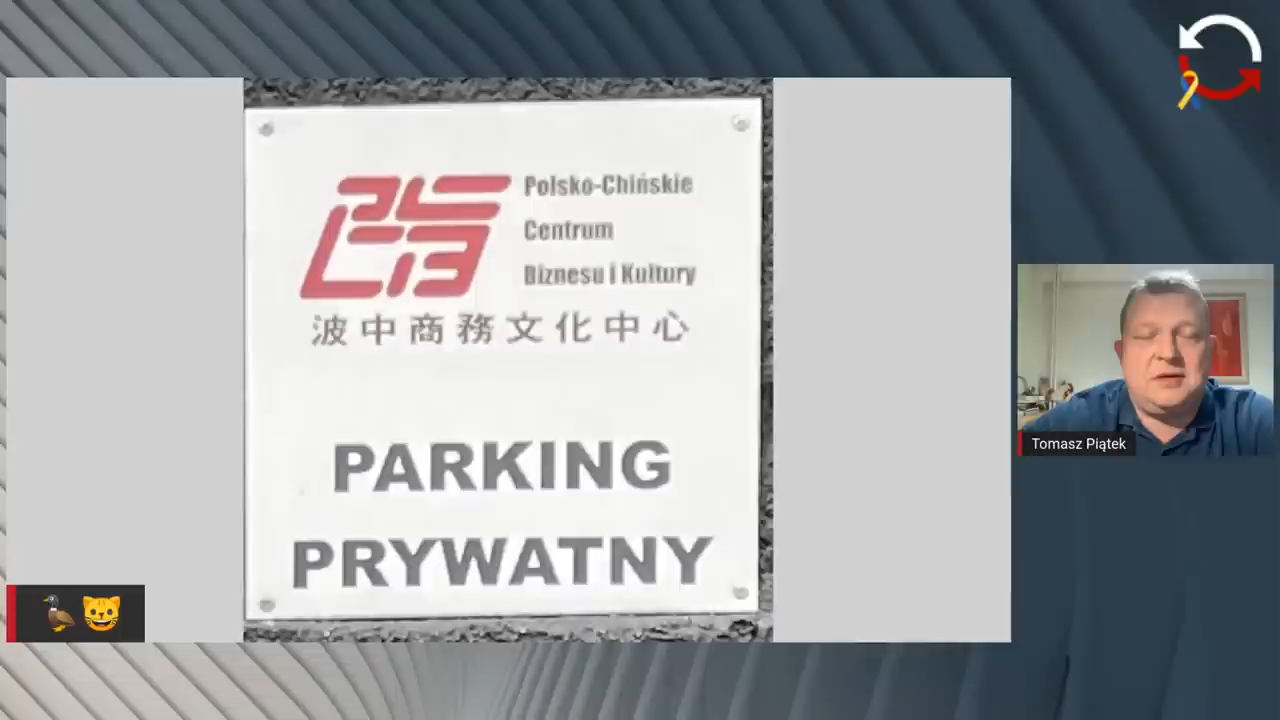 Polsko-Chińskie
Centrum
Biznesu i Kultury
波中商務文化中心
PARKING
PRYWATNY
Tomasz Piątek